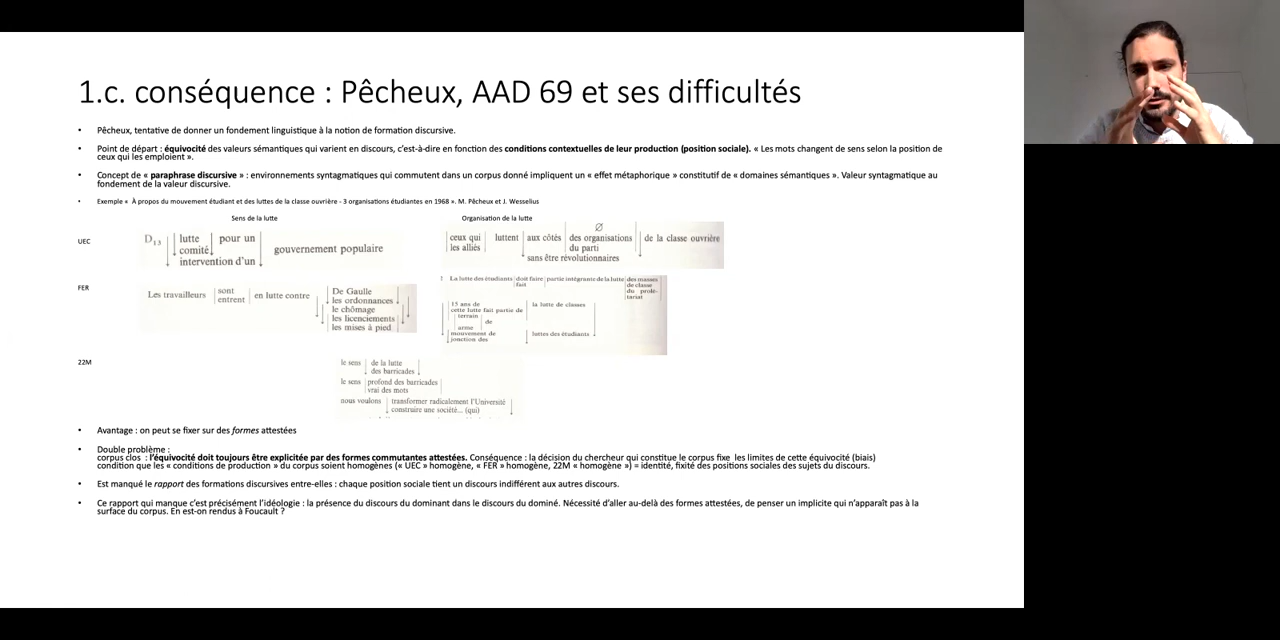 1.c. conséquence : Pêcheux, AAD 69 et ses difficultés
• Pêcheux, tentative de donner un fondement linguistique à la notion de formation discursive.
• Point de départ : équivocité des valeurs sémantiques qui varient en discours, c'est-à-dire en fonction des conditions contextuelles de leur production (position sociale). « Les mots changent de sens selon la position de
ceux qui les emploient ».
• Concept de « paraphrase discursive » : environnements syntagmatiques qui commutent dans un corpus donné impliquent un « effet métaphorique » constitutif de « domaines sémantiques ». Valeur syntagmatique au
fondement de la valeur discursive.
• Exemple « À propos du mouvement étudiant et des luttes de la classe ouvrière - 3 organisations étudiantes en 1968 ». M. Pêcheux et J. Wesselius
Sens de la lutte
Organisation de la lutte
UEC
D13 lutte pour un
comité
intervention d'un
gouvernement populaire
∅
ceux qui luttent aux côtés des organisations de la classe ouvrière
les alliés du parti
sans être révolutionnaires
FER
Les travailleurs sont en lutte contre
entrent
De Gaulle
les ordonnances
le chômage
les licenciements
les mises à pied
La lutte des étudiants doit faire partie intégrante de la lutte des masses
fait de classe
du prolé-
tariat
15 ans de la lutte de classes
cette lutte fait partie de
terrain
de
arme
mouvement de luttes des étudiants
jonction des
22M
le sens de la lutte
des barricades
le sens profond des barricades
vrai des mots
nous voulons transformer radicalement l'Université
construire une société... (qui)
• Avantage : on peut se fixer sur des formes attestées
• Double problème :
corpus clos : l'équivocité doit toujours être explicitée par des formes commutantes attestées. Conséquence : la décision du chercheur qui constitue le corpus fixe les limites de cette équivocité (biais)
condition que les « conditions de production » du corpus soient homogènes (« UEC » homogène, « FER » homogène, 22M « homogène ») = identité, fixité des positions sociales des sujets du discours.
• Est manqué le rapport des formations discursives entre-elles : chaque position sociale tient un discours indifférent aux autres discours.
• Ce rapport qui manque c'est précisément l'idéologie : la présence du discours du dominant dans le discours du dominé. Nécessité d'aller au-delà des formes attestées, de penser un implicite qui n'apparaît pas à la
surface du corpus. En est-on rendus à Foucault ?